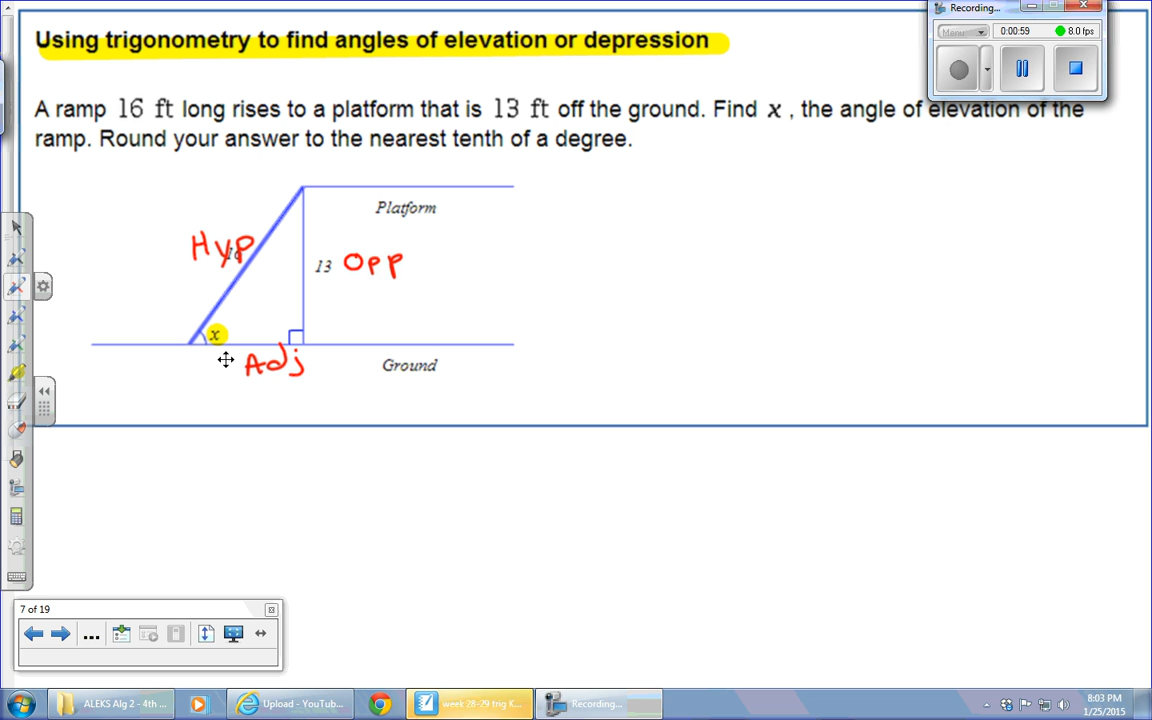 Recording...
Menu
0:00:59
8.0 fps
Using trigonometry to find angles of elevation or depression
A ramp 16 ft long rises to a platform that is 13 ft off the ground. Find x , the angle of elevation of the
ramp. Round your answer to the nearest tenth of a degree.
Platform
Hyp
13 Opp
x
Adj
Ground
7 of 19
...
ALEKS Alg 2 - 4th ...
Upload - YouTub...
week 28-29 trig K...
Recording...
8:03 PM
1/25/2015